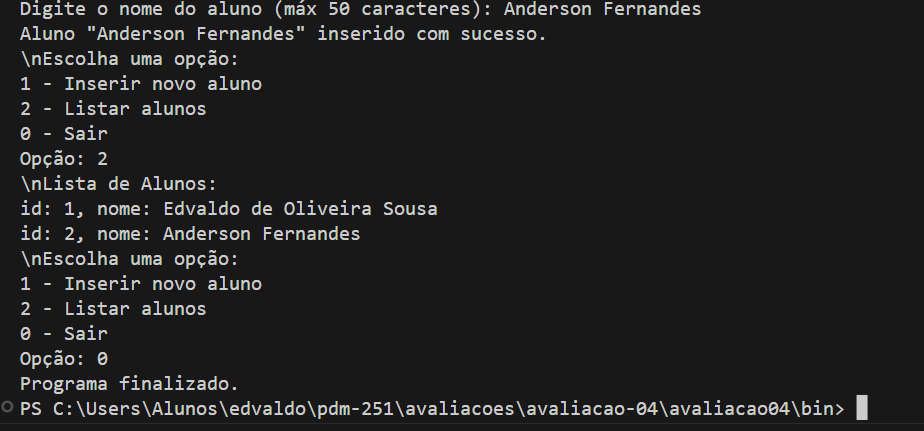 Digite o nome do aluno (máx 50 caracteres): Anderson Fernandes
Aluno "Anderson Fernandes" inserido com sucesso.
\nEscolha uma opção:
1 - Inserir novo aluno
2 - Listar alunos
0 - Sair
Opção: 2
\nLista de Alunos:
id: 1, nome: Edvaldo de Oliveira Sousa
id: 2, nome: Anderson Fernandes
\nEscolha uma opção:
1 - Inserir novo aluno
2 - Listar alunos
0 - Sair
Opção: 0
Programa finalizado.
PS C:\Users\Alunos\edvaldo\pdm-251\avaliacoes\avaliacao-04\avaliacao04\bin>